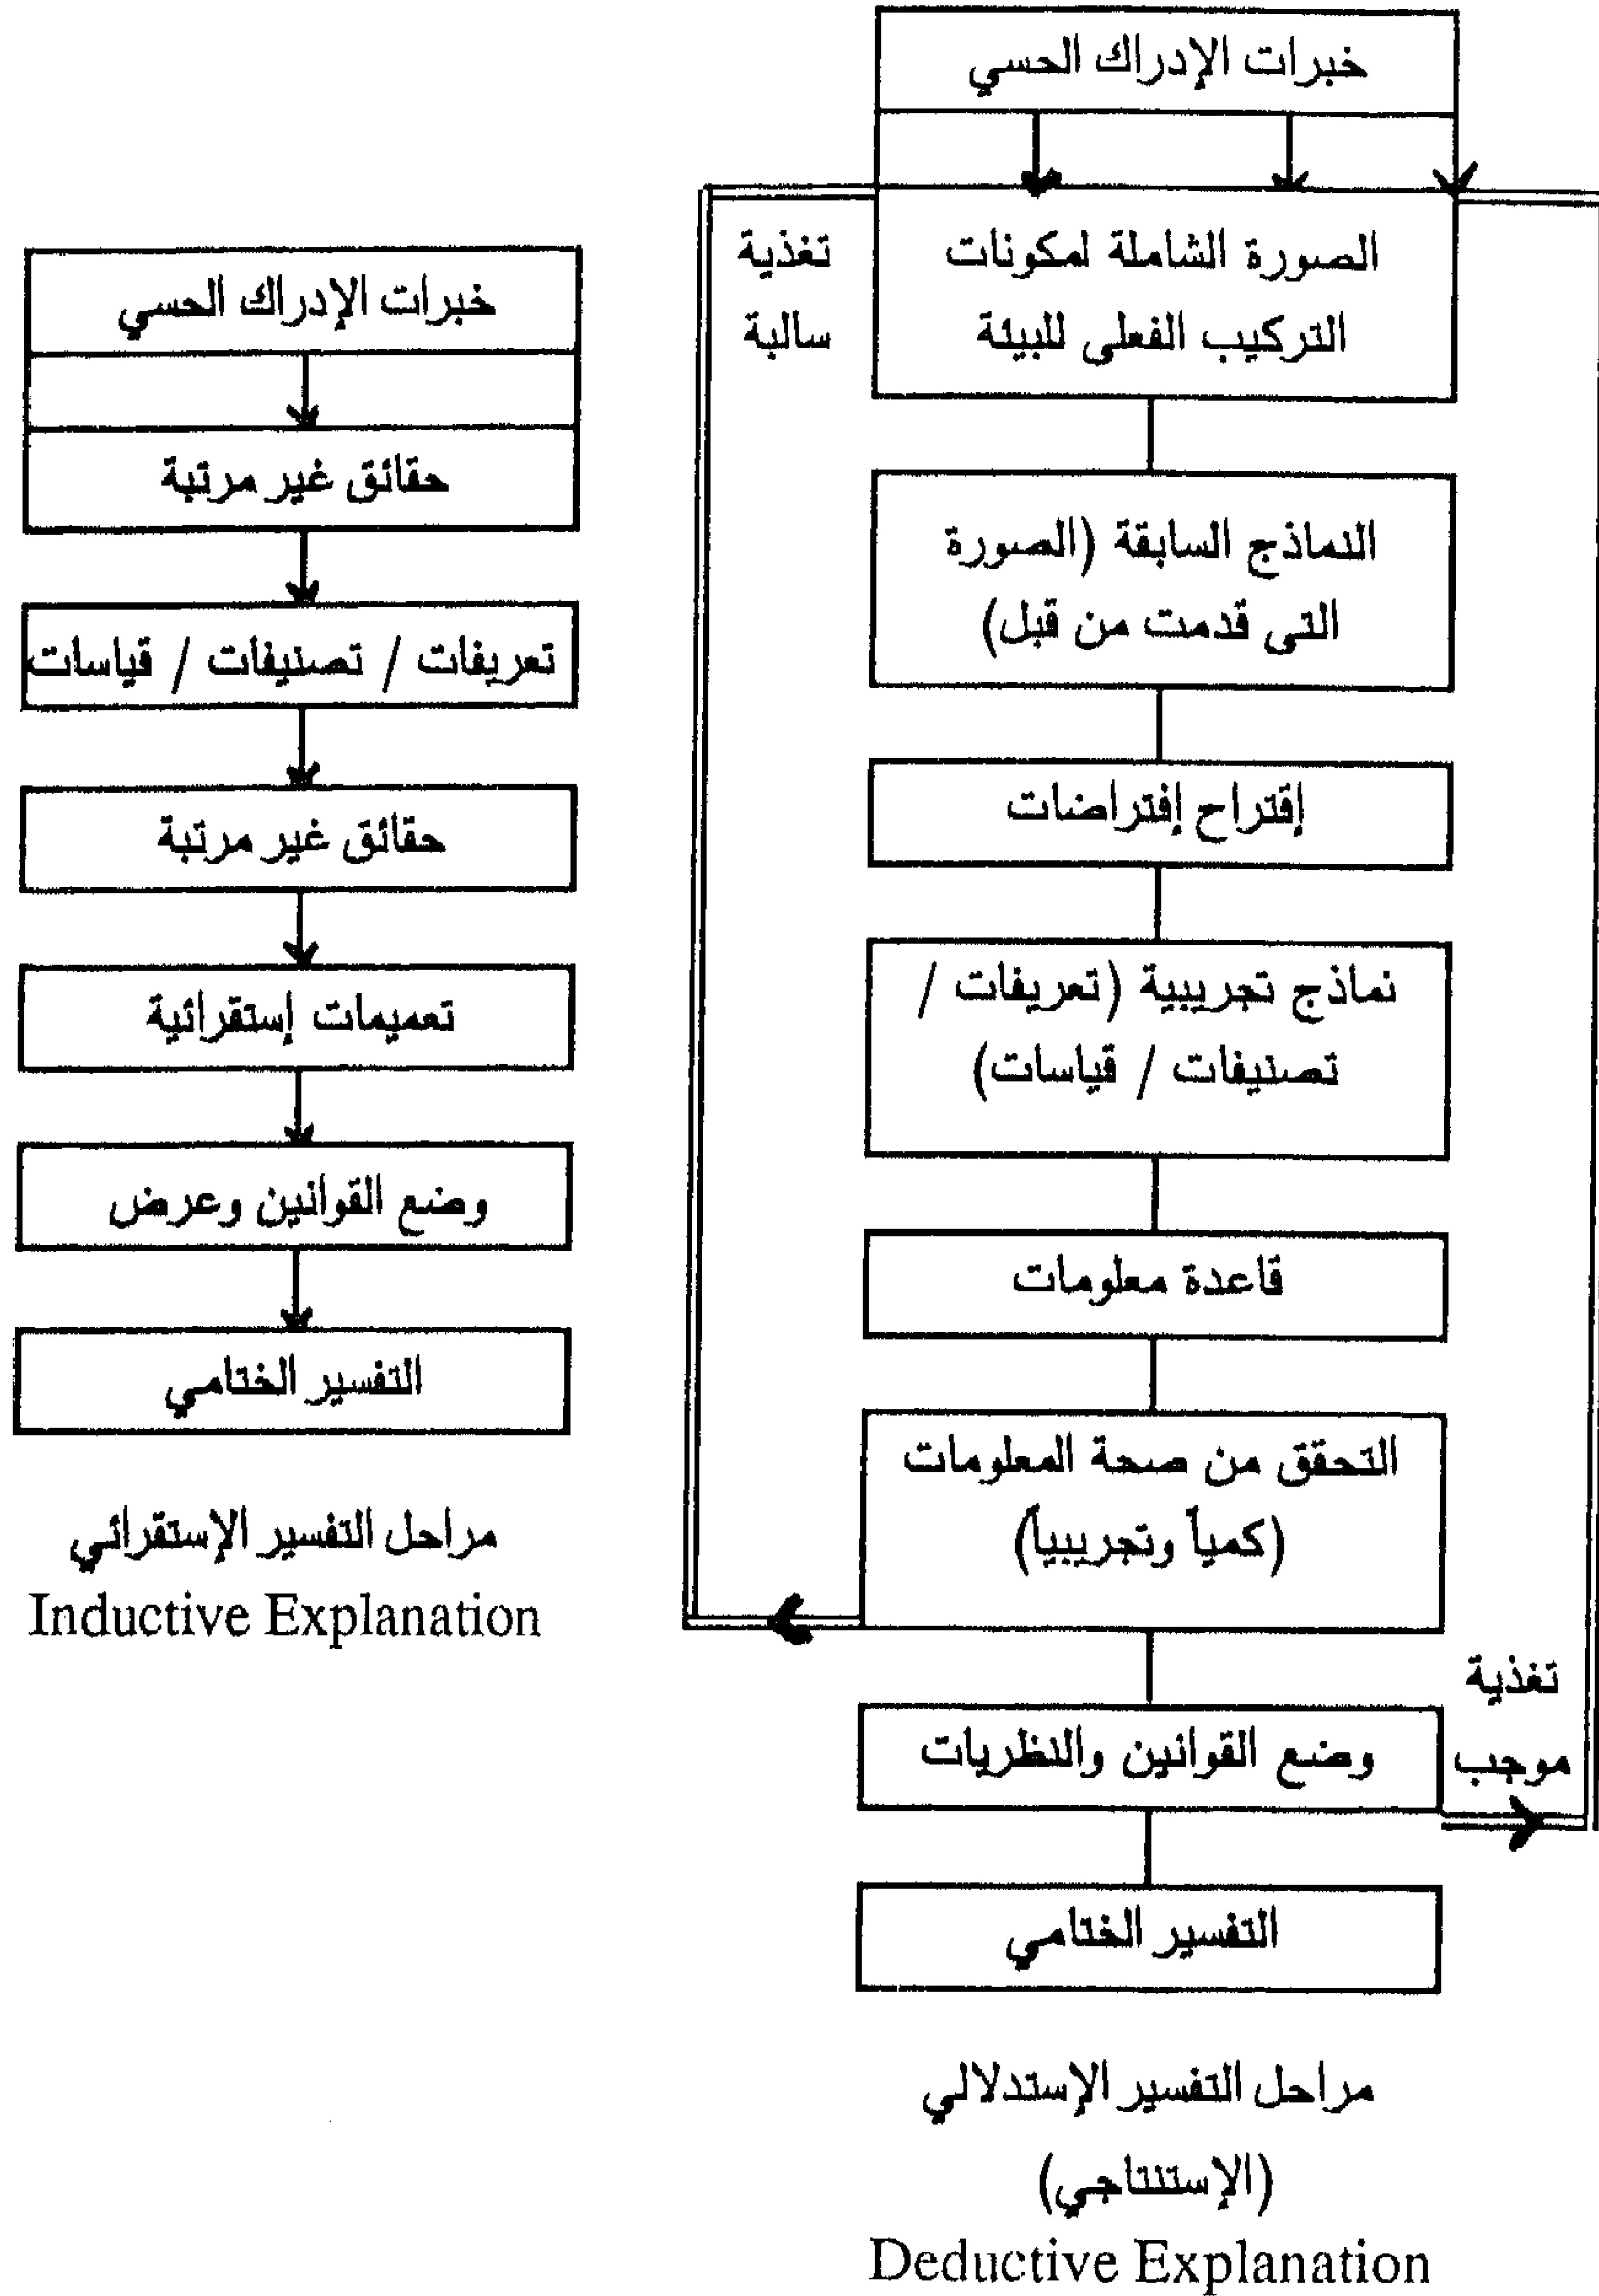 خبرات الإدراك الحسي
الصورة الشاملة لمكونات
التركيب الفعلى للبيئة
تغذية
سالبة
النماذج السابقة (الصورة
التى قدمت من قبل)
إقتراح إفتراضات
نماذج تجريبية (تعريفات /
تصنيفات / قياسات)
قاعدة معلومات
التحقق من صحة المعلومات
(كمياً وتجريبياً)
تغذية
موجب
وضع القوانين والنظريات
التفسير الختامي
مراحل التفسير الإستدلالي
(الإستنتاجي)
Deductive Explanation
خبرات الإدراك الحسي
حقائق غير مرتبة
تعريفات / تصنيفات / قياسات
حقائق غير مرتبة
تعميمات إستقرائية
وضع القوانين وعرض
التفسير الختامي
مراحل التفسير الإستقرائي
Inductive Explanation